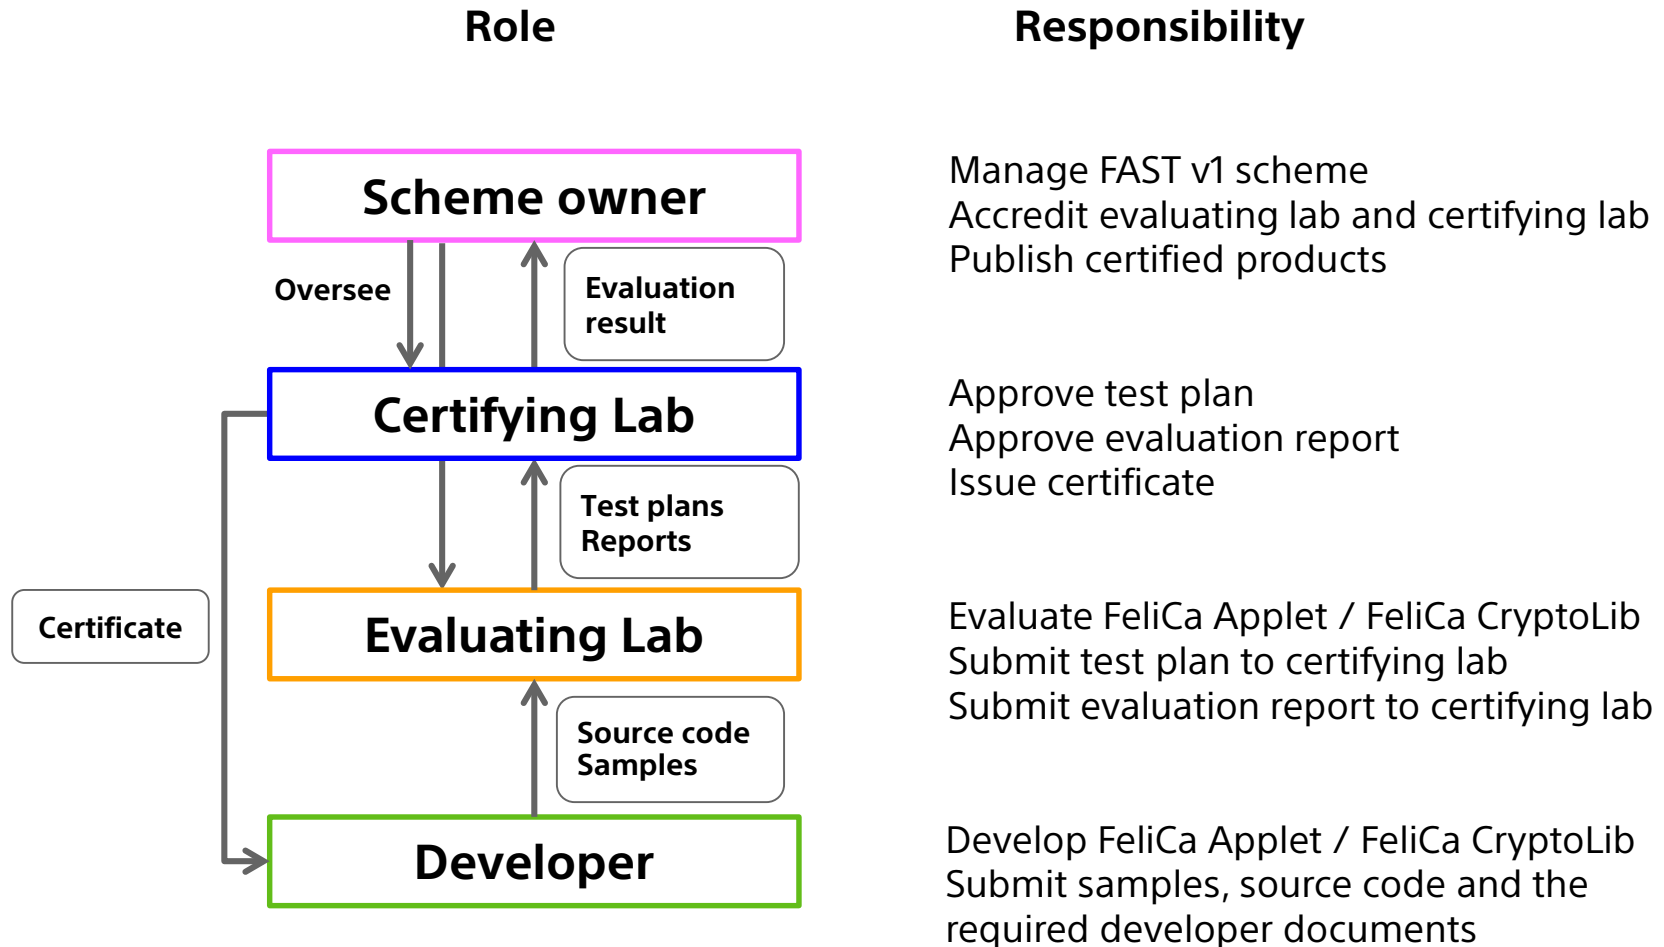 Role
Responsibility
Scheme owner
Manage FAST v1 scheme
Accredit evaluating lab and certifying lab
Publish certified products
Oversee
Evaluation
result
Certifying Lab
Approve test plan
Approve evaluation report
Issue certificate
Test plans
Reports
Certificate
Evaluating Lab
Evaluate FeliCa Applet / FeliCa CryptoLib
Submit test plan to certifying lab
Submit evaluation report to certifying lab
Source code
Samples
Developer
Develop FeliCa Applet / FeliCa CryptoLib
Submit samples, source code and the
required developer documents